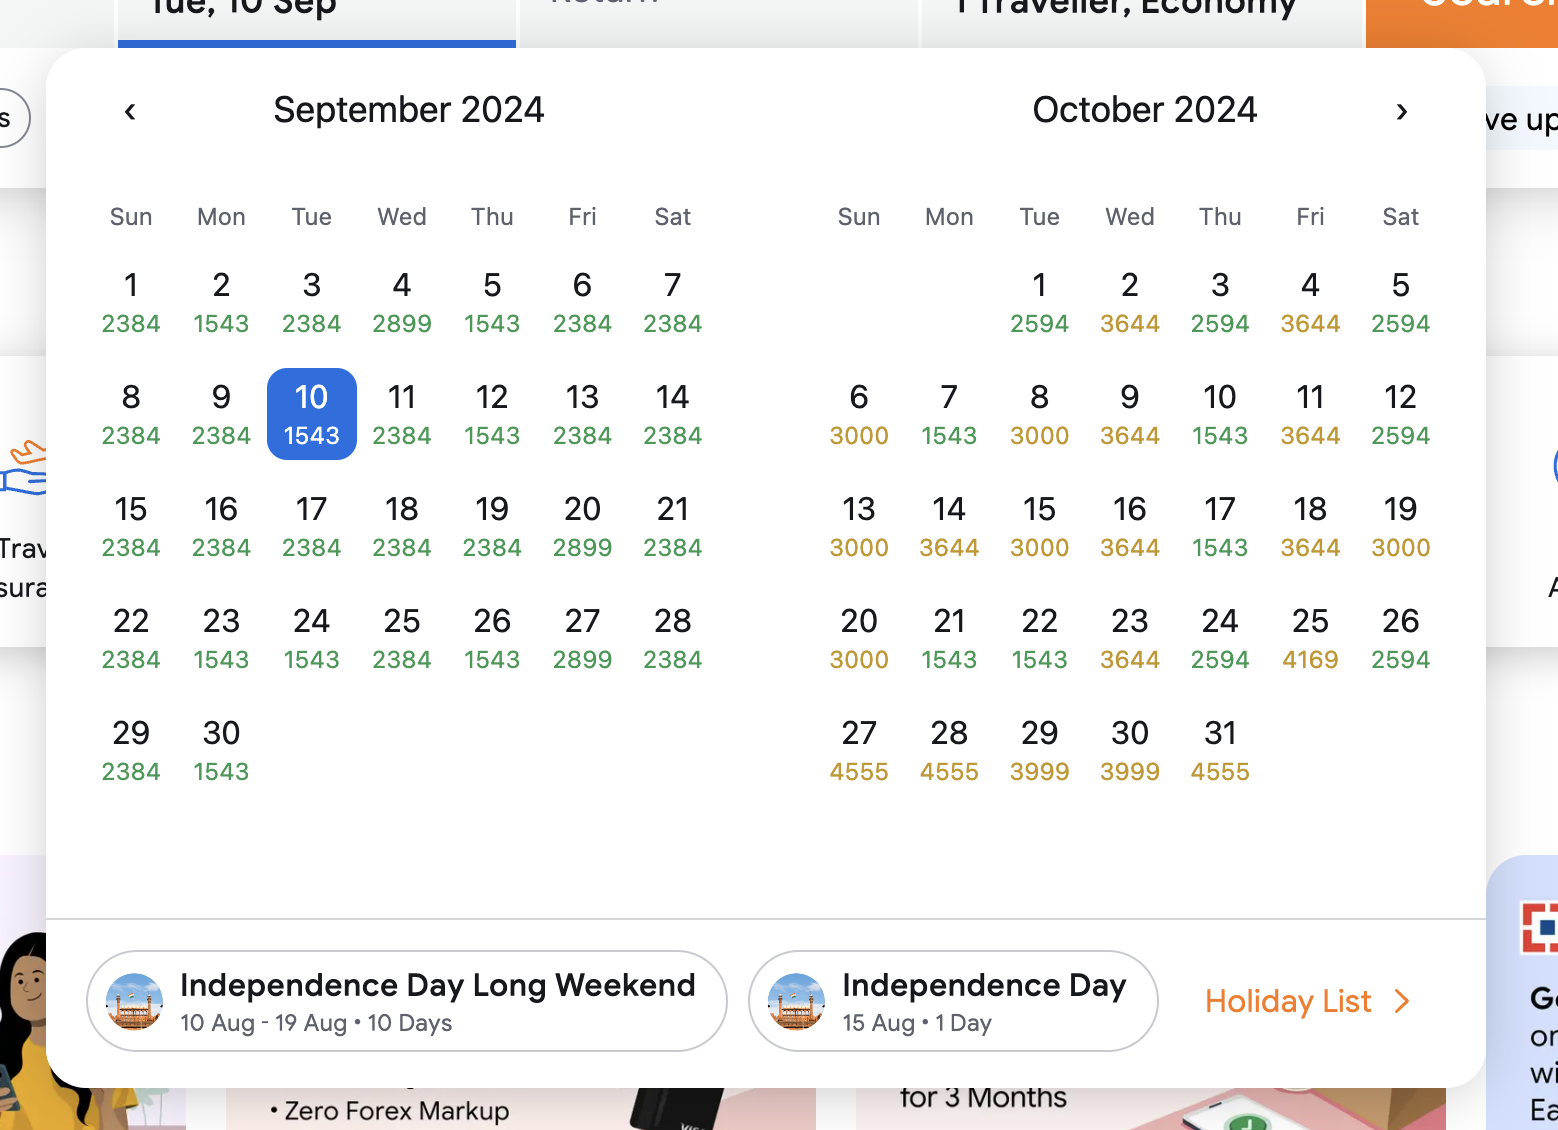 Tue, 10 Sep
Return
1 Traveller, Economy
‹ September 2024
October 2024 ›
ve up
s
Sun Mon Tue Wed Thu Fri Sat
1 2 3 4 5 6 7
2384 1543 2384 2899 1543 2384 2384
8 9 10 11 12 13 14
2384 2384 1543 2384 1543 2384 2384
15 16 17 18 19 20 21
2384 2384 2384 2384 2384 2899 2384
22 23 24 25 26 27 28
2384 1543 1543 2384 1543 2899 2384
29 30
2384 1543
Sun Mon Tue Wed Thu Fri Sat
1 2 3 4 5
2594 3644 2594 3644 2594
6 7 8 9 10 11 12
3000 1543 3000 3644 1543 3644 2594
13 14 15 16 17 18 19
3000 3644 3000 3644 1543 3644 3000
20 21 22 23 24 25 26
3000 1543 1543 3644 2594 4169 2594
27 28 29 30 31
4555 4555 3999 3999 4555
Trav
sura
A
Independence Day Long Weekend
10 Aug - 19 Aug • 10 Days
Independence Day
15 Aug • 1 Day
Holiday List >
• Zero Forex Markup
for 3 Months
G
or
wi
Ea